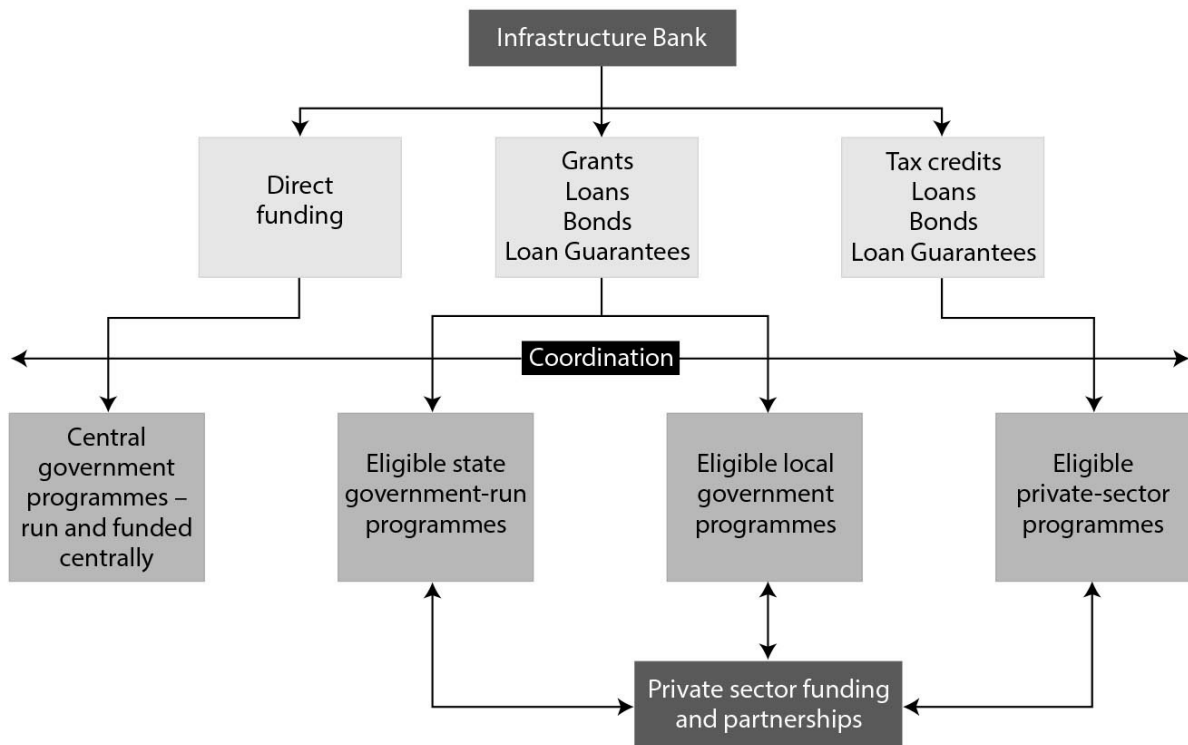 Infrastructure Bank
Direct
funding
Grants
Loans
Bonds
Loan Guarantees
Tax credits
Loans
Bonds
Loan Guarantees
Coordination
Central
government
programmes –
run and funded
centrally
Eligible state
government-run
programmes
Eligible local
government
programmes
Eligible
private-sector
programmes
Private sector funding
and partnerships